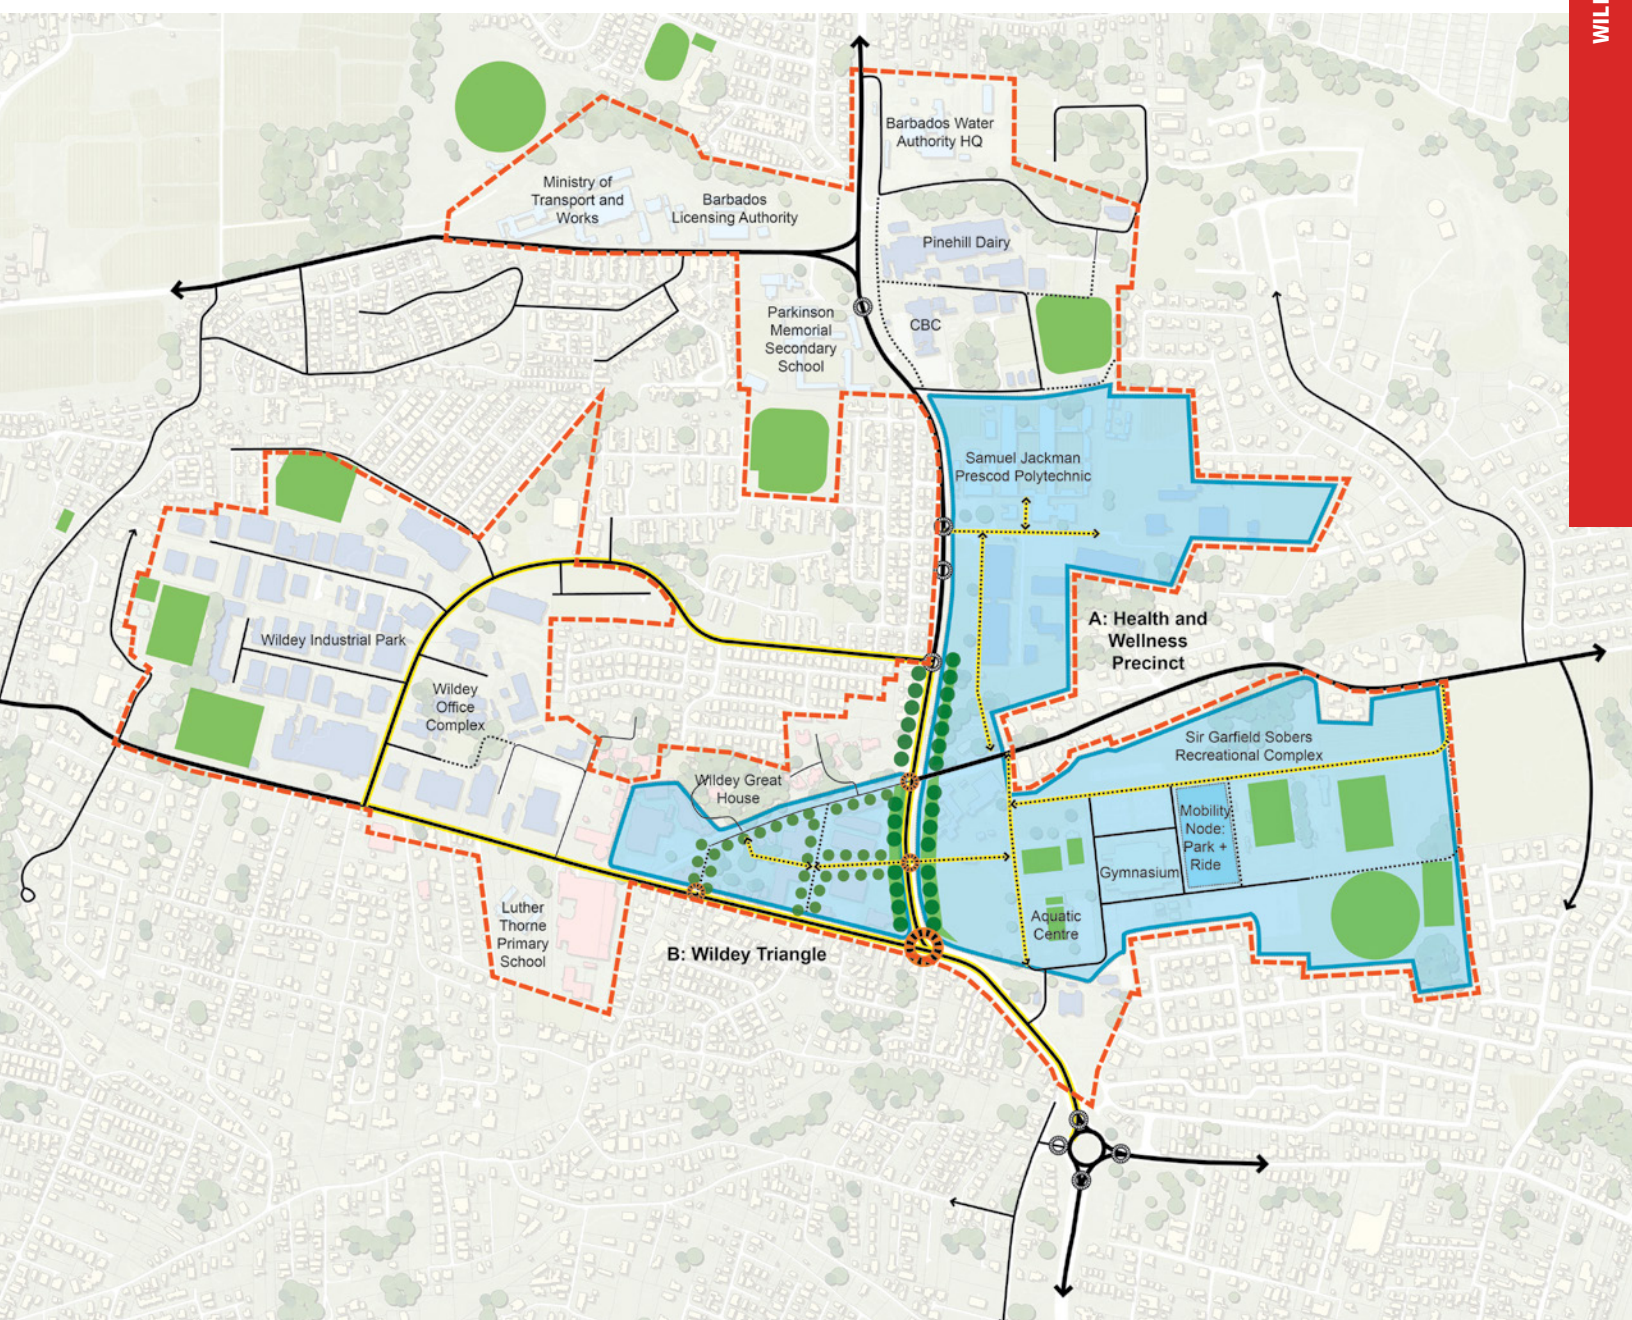 WIL
Barbados Water
Authority HQ
Ministry of
Transport and
Works
Barbados
Licensing Authority
Pinehill Dairy
Parkinson
Memorial
Secondary
School
CBC
Samuel Jackman
Prescod Polytechnic
A: Health and
Wellness
Precinct
Wildey Industrial Park
Wildey
Office
Complex
Sir Garfield Sobers
Recreational Complex
Wildey Great
House
Mobility
Node:
Park +
Ride
Gymnasium
Aquatic
Centre
Luther
Thorne
Primary
School
B: Wildey Triangle